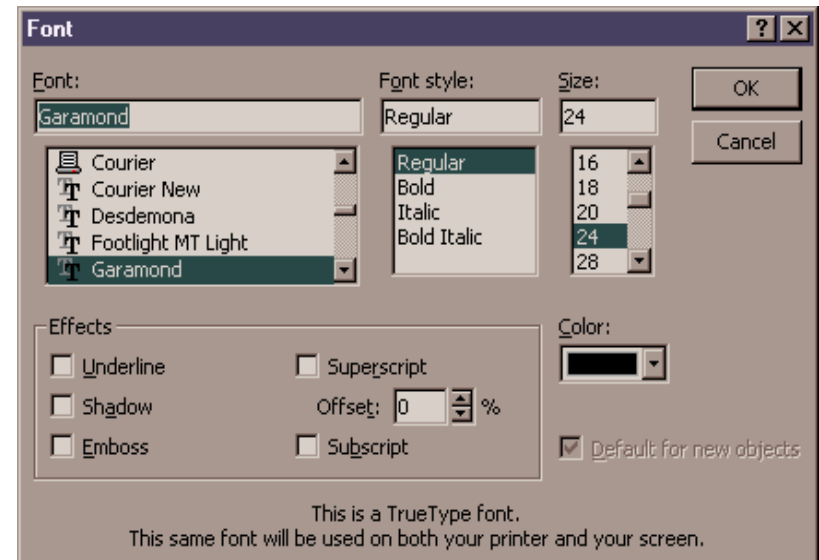 Font
Font:
Font style:
Size:
OK
Garamond
Regular
24
Cancel
Courier
Courier New
Desdemona
Footlight MT Light
Garamond
Regular
Bold
Italic
Bold Italic
16
18
20
24
28
Effects
Underline
Shadow
Emboss
Superscript
Offset: 0 %
Subscript
Color:
Default for new objects
This is a TrueType font.
This same font will be used on both your printer and your screen.